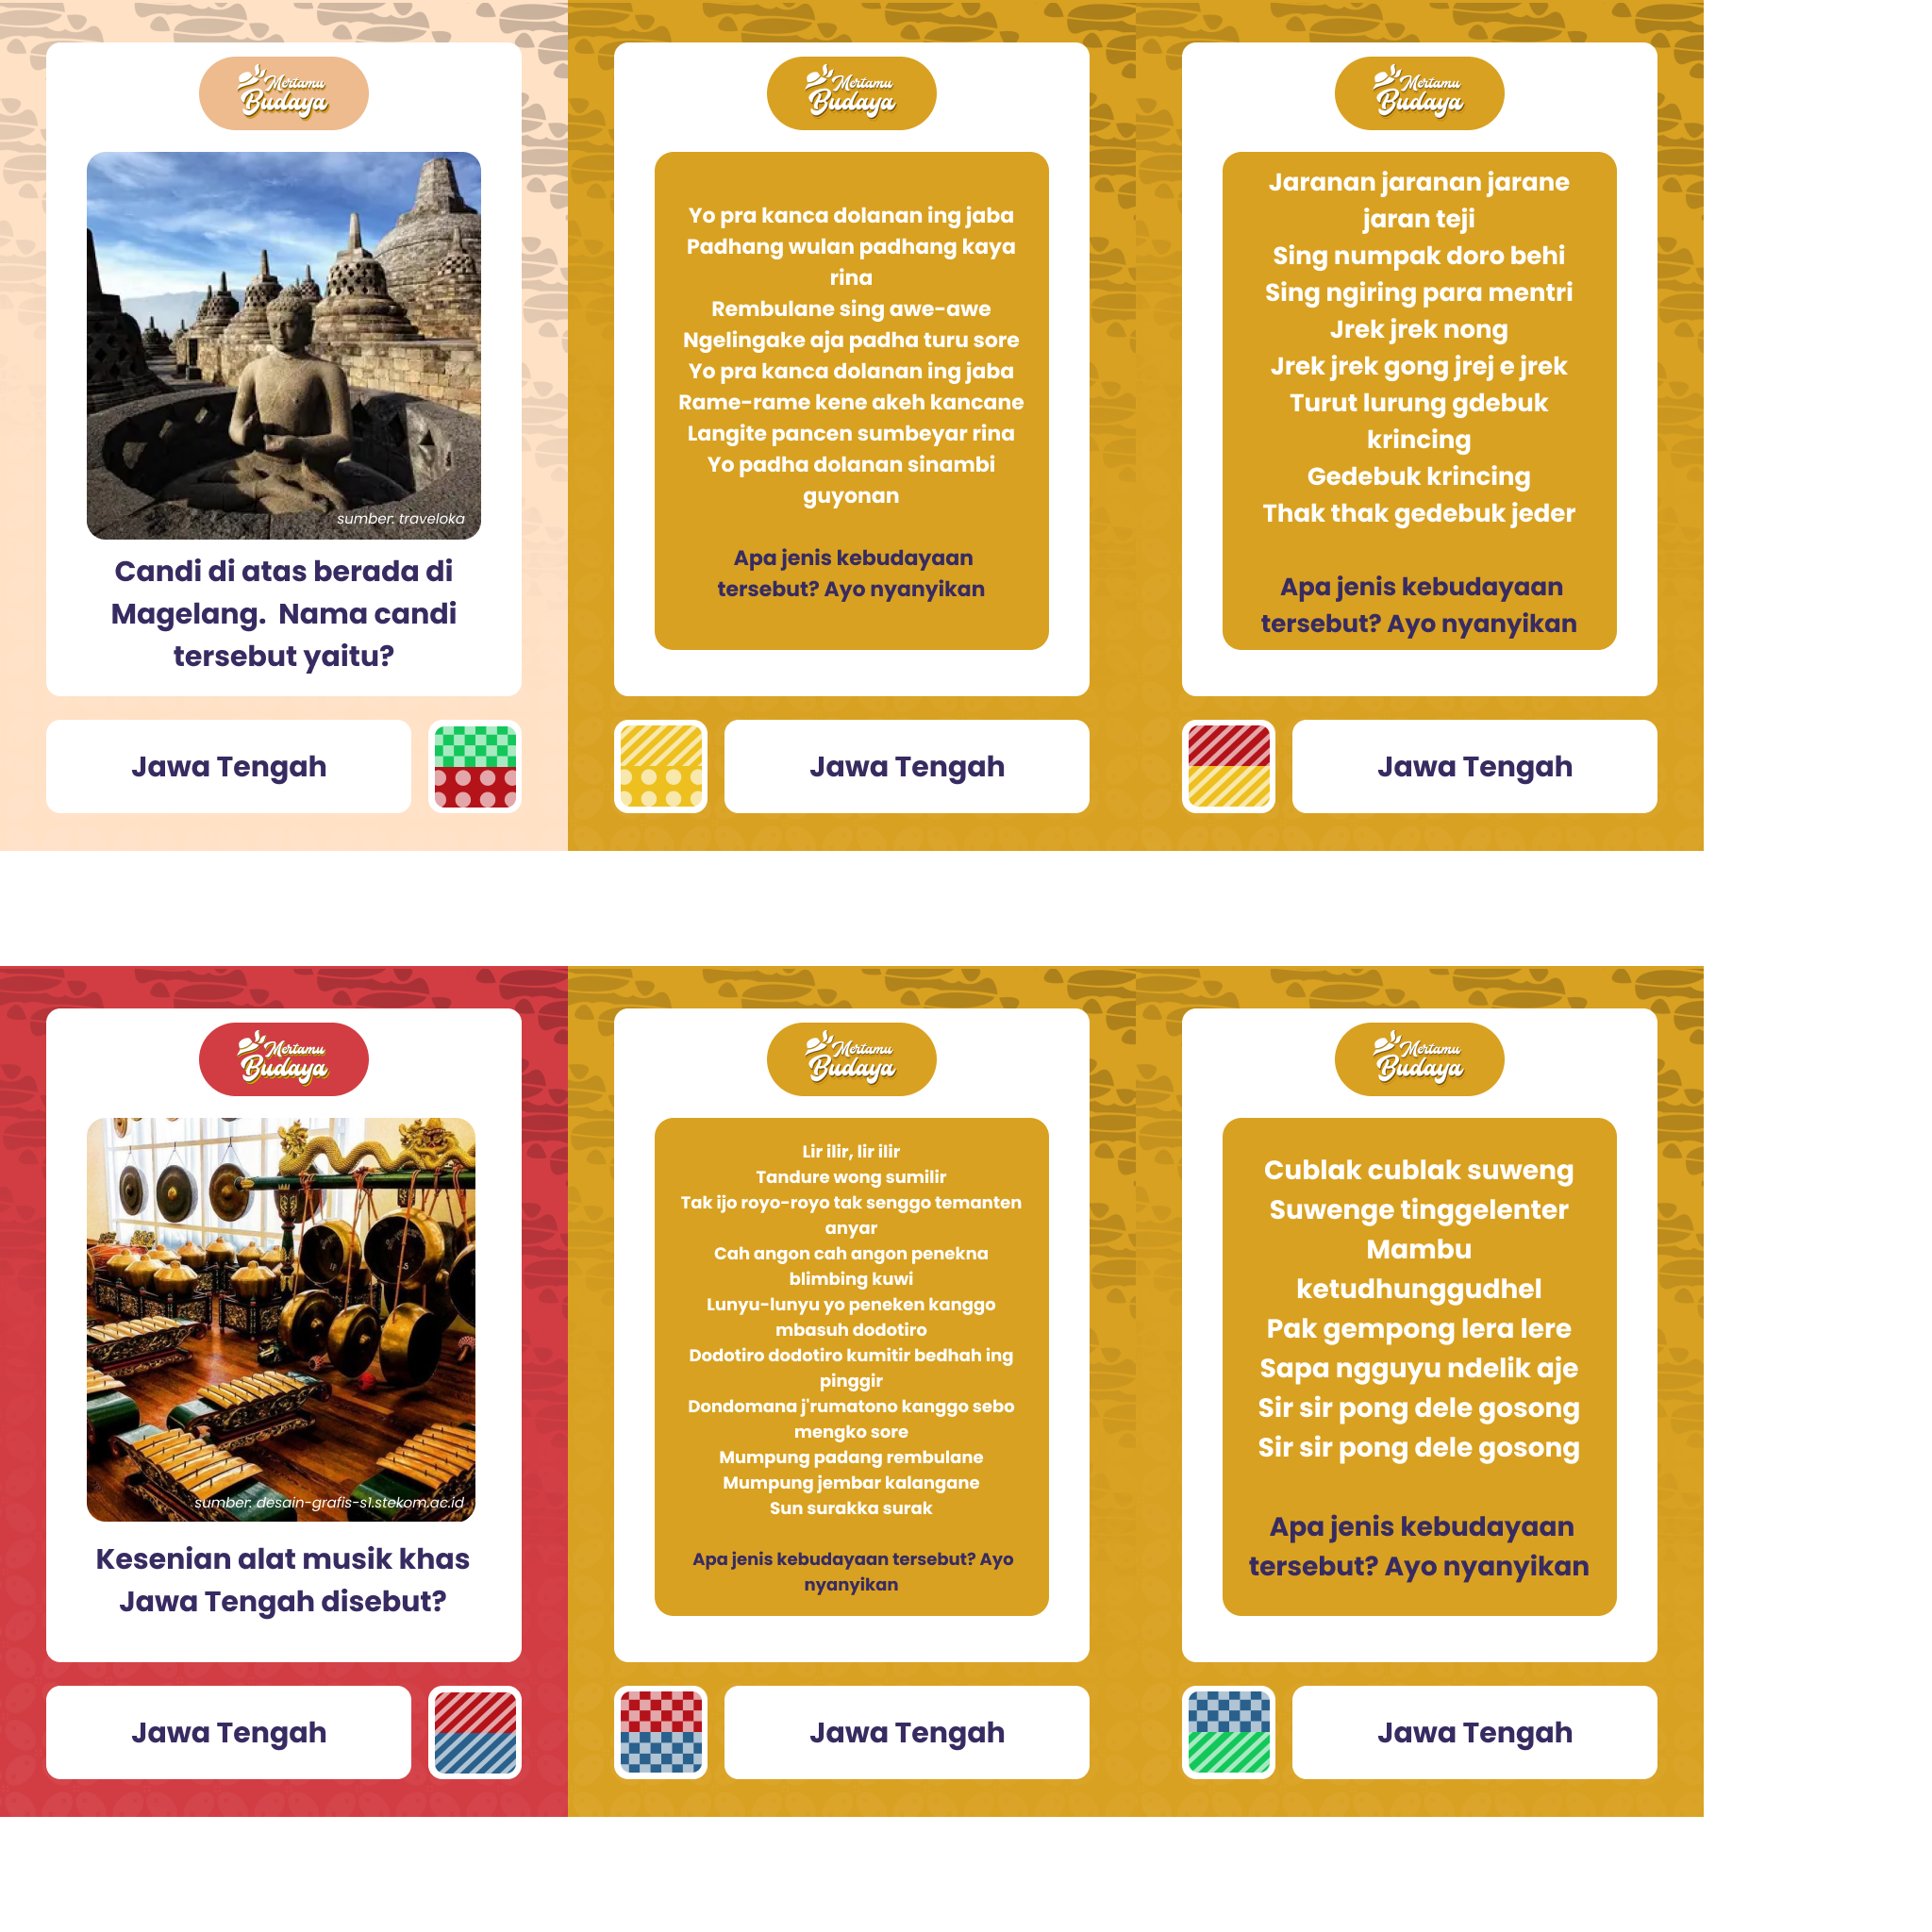 Mertamu
Budaya
sumber: traveloka
Candi di atas berada di
Magelang.  Nama candi
tersebut yaitu?
Jawa Tengah
Mertamu
Budaya
Yo pra kanca dolanan ing jaba
Padhang wulan padhang kaya
rina
Rembulane sing awe-awe
Ngelingake aja padha turu sore
Yo pra kanca dolanan ing jaba
Rame-rame kene akeh kancane
Langite pancen sumbeyar rina
Yo padha dolanan sinambi
guyonan
Apa jenis kebudayaan
tersebut? Ayo nyanyikan
Jawa Tengah
Mertamu
Budaya
Jaranan jaranan jarane
jaran teji
Sing numpak doro behi
Sing ngiring para mentri
Jrek jrek nong
Jrek jrek gong jrej e jrek
Turut lurung gdebuk
krincing
Gedebuk krincing
Thak thak gedebuk jeder
Apa jenis kebudayaan
tersebut? Ayo nyanyikan
Jawa Tengah
Mertamu
Budaya
sumber: desain-grafis-s1.stekom.ac.id
Kesenian alat musik khas
Jawa Tengah disebut?
Jawa Tengah
Mertamu
Budaya
Lir ilir, lir ilir
Tandure wong sumilir
Tak ijo royo-royo tak senggo temanten
anyar
Cah angon cah angon penekna
blimbing kuwi
Lunyu-lunyu yo peneken kanggo
mbasuh dodotiro
Dodotiro dodotiro kumitir bedhah ing
pinggir
Dondomana j'rumatono kanggo sebo
mengko sore
Mumpung padang rembulane
Mumpung jembar kalangane
Sun surakka surak
Apa jenis kebudayaan tersebut? Ayo
nyanyikan
Jawa Tengah
Mertamu
Budaya
Cublak cublak suweng
Suwenge tinggelenter
Mambu
ketudhunggudhel
Pak gempong lera lere
Sapa ngguyu ndelik aje
Sir sir pong dele gosong
Sir sir pong dele gosong
Apa jenis kebudayaan
tersebut? Ayo nyanyikan
Jawa Tengah